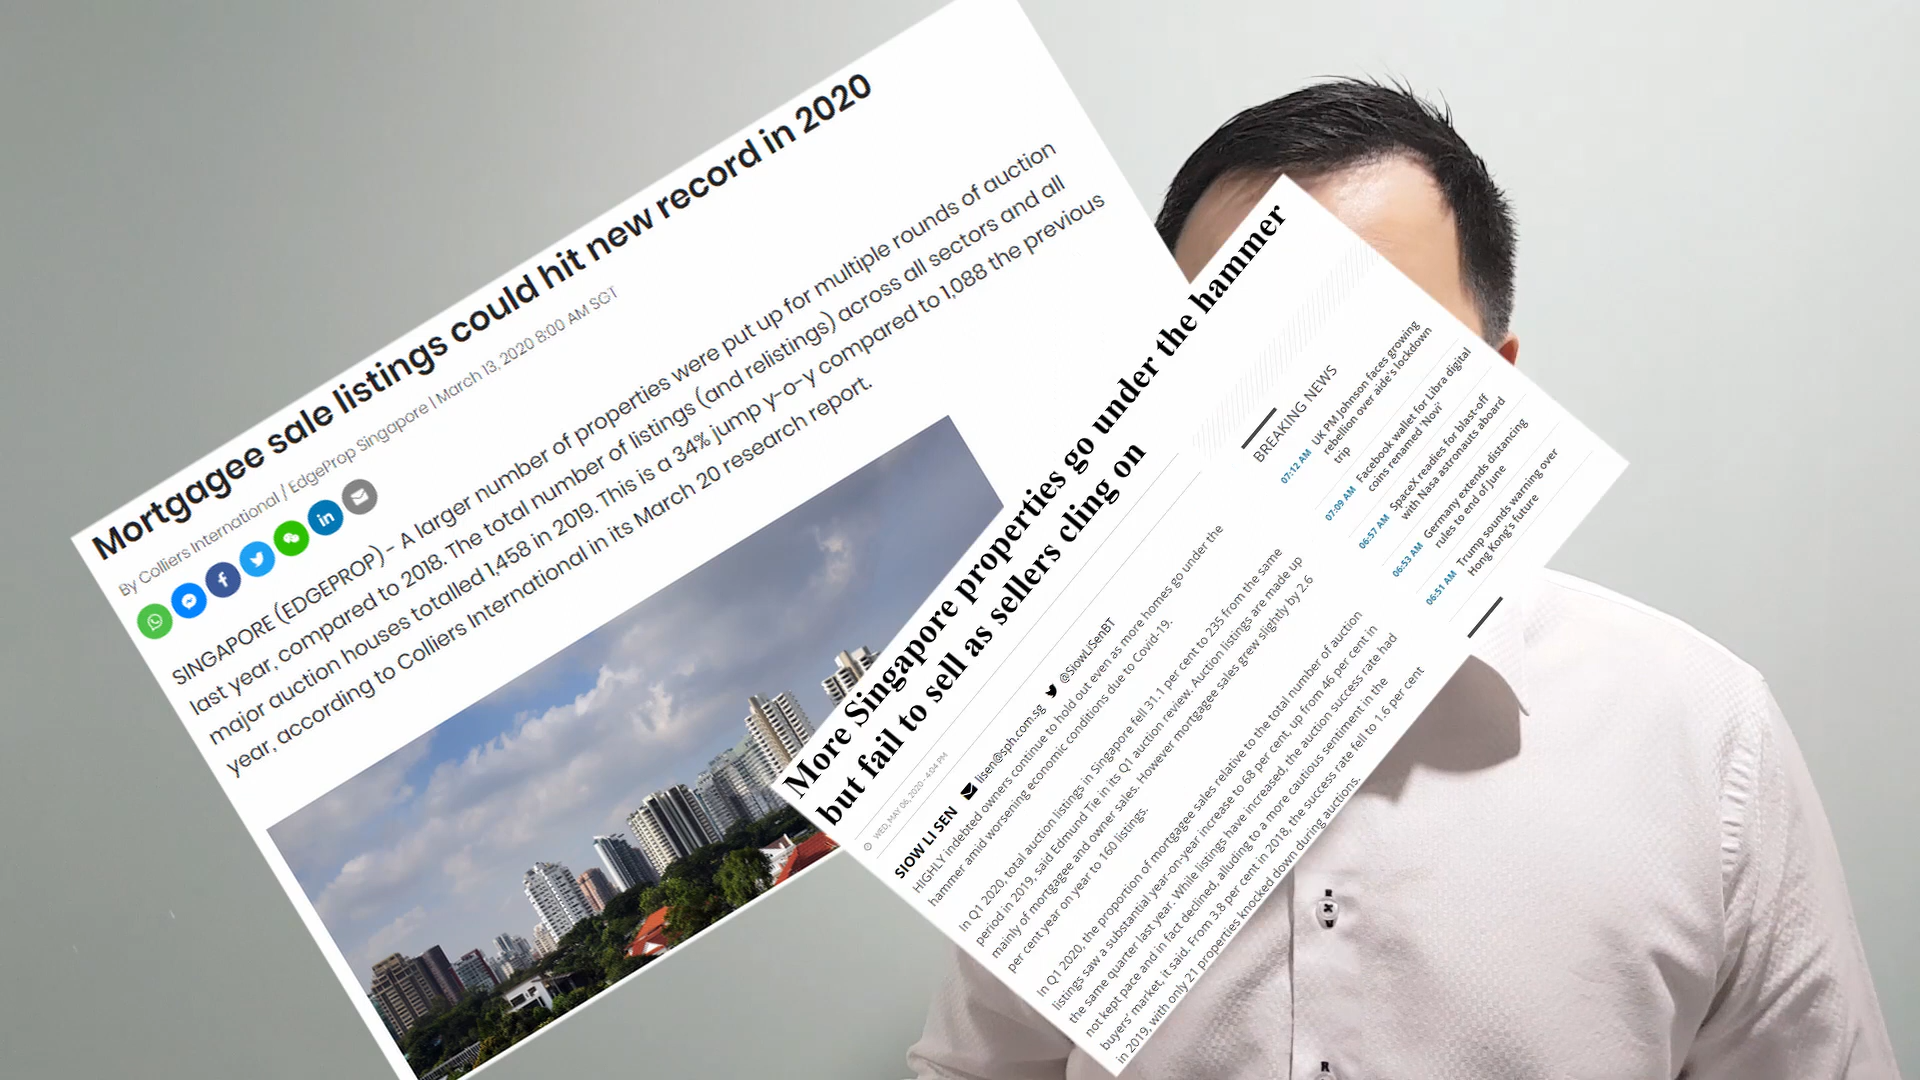 Mortgagee sale listings could hit new record in 2020
By Colliers International / EdgeProp Singapore | March 13, 2020 8:00 AM SGT
SINGAPORE (EDGEPROP) - A larger number of properties were put up for multiple rounds of auction
last year, compared to 2018. The total number of listings (and relistings) across all sectors and all
major auction houses totalled 1,458 in 2019. This is a 34% jump y-o-y compared to 1,088 the previous
year, according to Colliers International in its March 20 research report.
More Singapore properties go under the hammer
but fail to sell as sellers cling on
WED, MAY 06, 2020 - 4:04 PM
SIOW LI SEN lisen@sph.com.sg @SiowLiSenBT
HIGHLY indebted owners continue to hold out even as more homes go under the
hammer amid worsening economic conditions due to Covid-19.
In Q1 2020, total auction listings in Singapore fell 31.1 per cent to 235 from the same
period in 2019, said Edmund Tie in its Q1 auction review. Auction listings are made up
mainly of mortgagee and owner sales. However mortgagee sales grew slightly by 2.6
per cent year on year to 160 listings.
In Q1 2020, the proportion of mortgagee sales relative to the total number of auction
listings saw a substantial year-on-year increase to 68 per cent, up from 46 per cent in
the same quarter last year. While listings have increased, the auction success rate had
not kept pace and in fact declined, alluding to a more cautious sentiment in the
buyers' market, it said. From 3.8 per cent in 2018, the success rate fell to 1.6 per cent
in 2019, with only 21 properties knocked down during auctions.
BREAKING NEWS
07:12 AM UK PM Johnson faces growing
rebellion over aide's lockdown
trip
07:09 AM Facebook wallet for Libra digital
coins renamed 'Novi'
06:57 AM SpaceX readies for blast-off
with Nasa astronauts aboard
06:53 AM Germany extends distancing
rules to end of June
06:51 AM Trump sounds warning over
Hong Kong's future
R